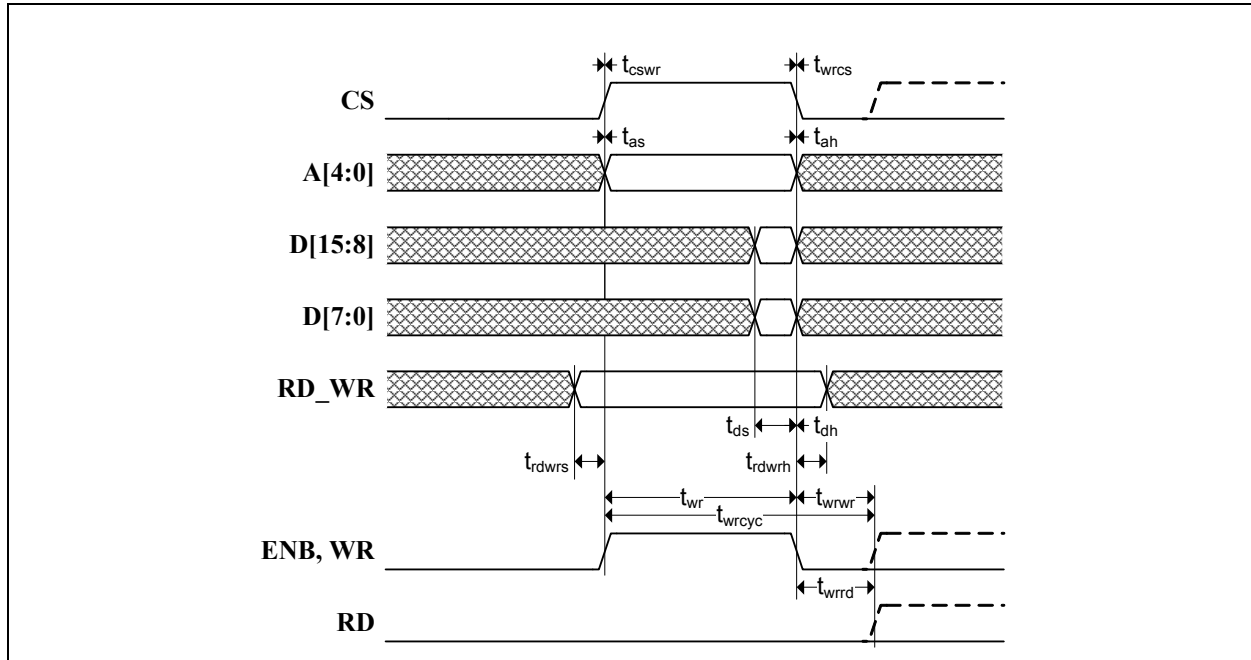 tcswr
twrcs
CS
tas
tah
A[4:0]
D[15:8]
D[7:0]
RD_WR
tds
tdh
trdwrs
trdwrh
twr
twrwr
twrcyc
ENB, WR
twrrd
RD